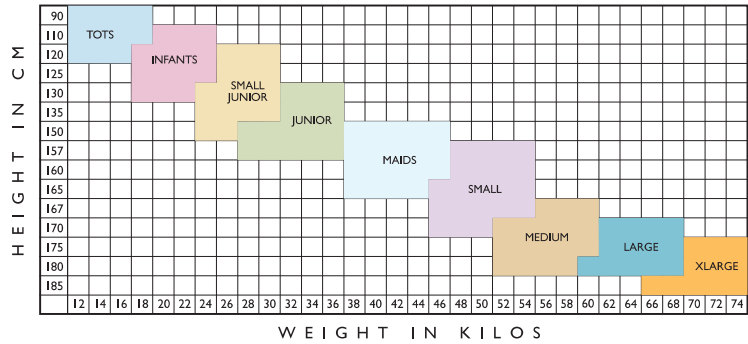 HEIGHT IN CM
90
110
120
125
130
135
150
157
160
165
167
170
175
180
185
TOTS
INFANTS
SMALL
JUNIOR
JUNIOR
MAIDS
SMALL
MEDIUM
LARGE
XLARGE
12 14 16 18 20 22 24 26 28 30 32 34 36 38 40 42 44 46 48 50 52 54 56 58 60 62 64 66 68 70 72 74
WEIGHT IN KILOS